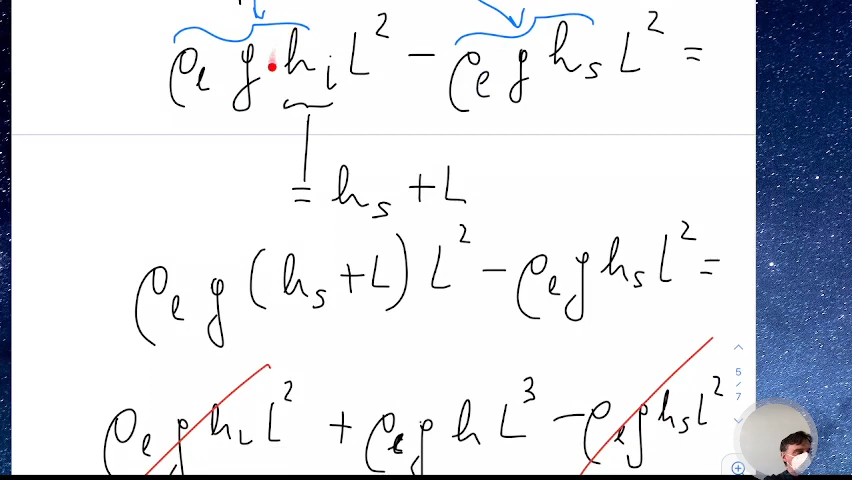 ρₑ g · hᵢ L² − ρₑ g hₛ L² =
= hₛ + L
ρₑ g (hₛ + L) L² − ρₑ g hₛ L² =
ρₑ g h L² + ρₑ g h L³ − ρₑ g hₛ L²
5
7